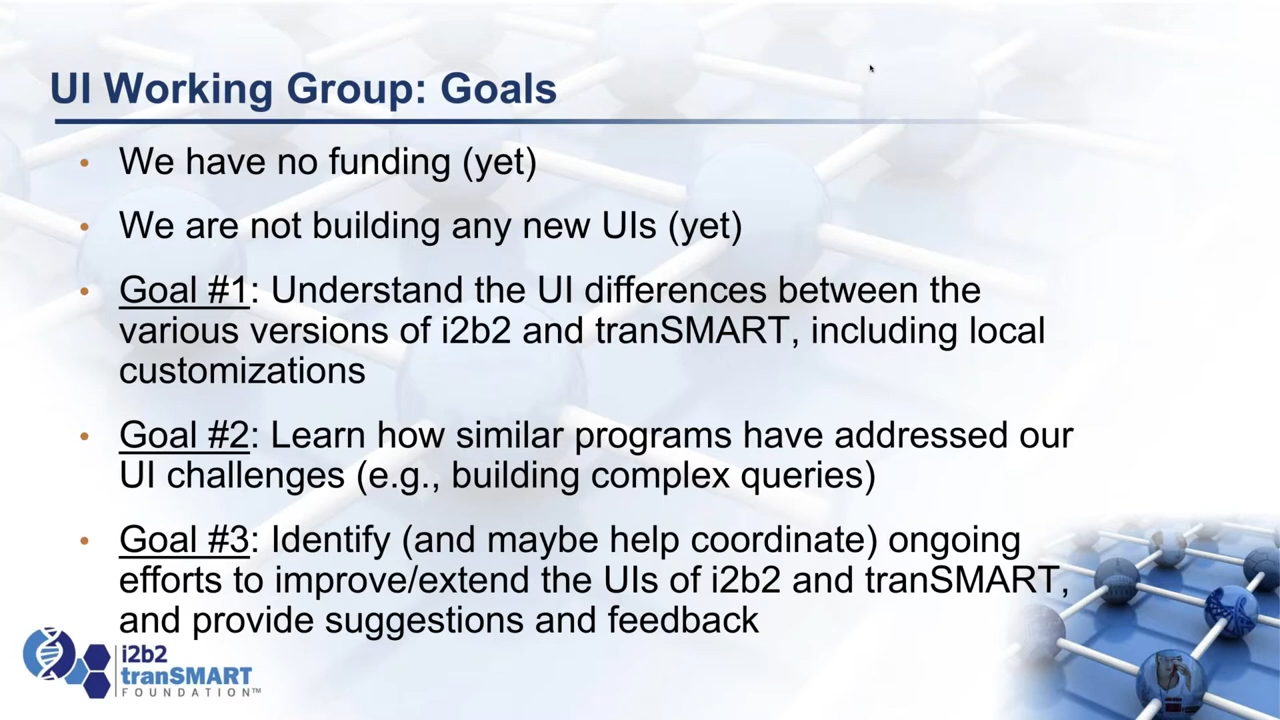 UI Working Group: Goals
• We have no funding (yet)
• We are not building any new UIs (yet)
• Goal #1: Understand the UI differences between the
various versions of i2b2 and tranSMART, including local
customizations
• Goal #2: Learn how similar programs have addressed our
UI challenges (e.g., building complex queries)
• Goal #3: Identify (and maybe help coordinate) ongoing
efforts to improve/extend the UIs of i2b2 and tranSMART,
and provide suggestions and feedback
i2b2
tranSMART
FOUNDATION™